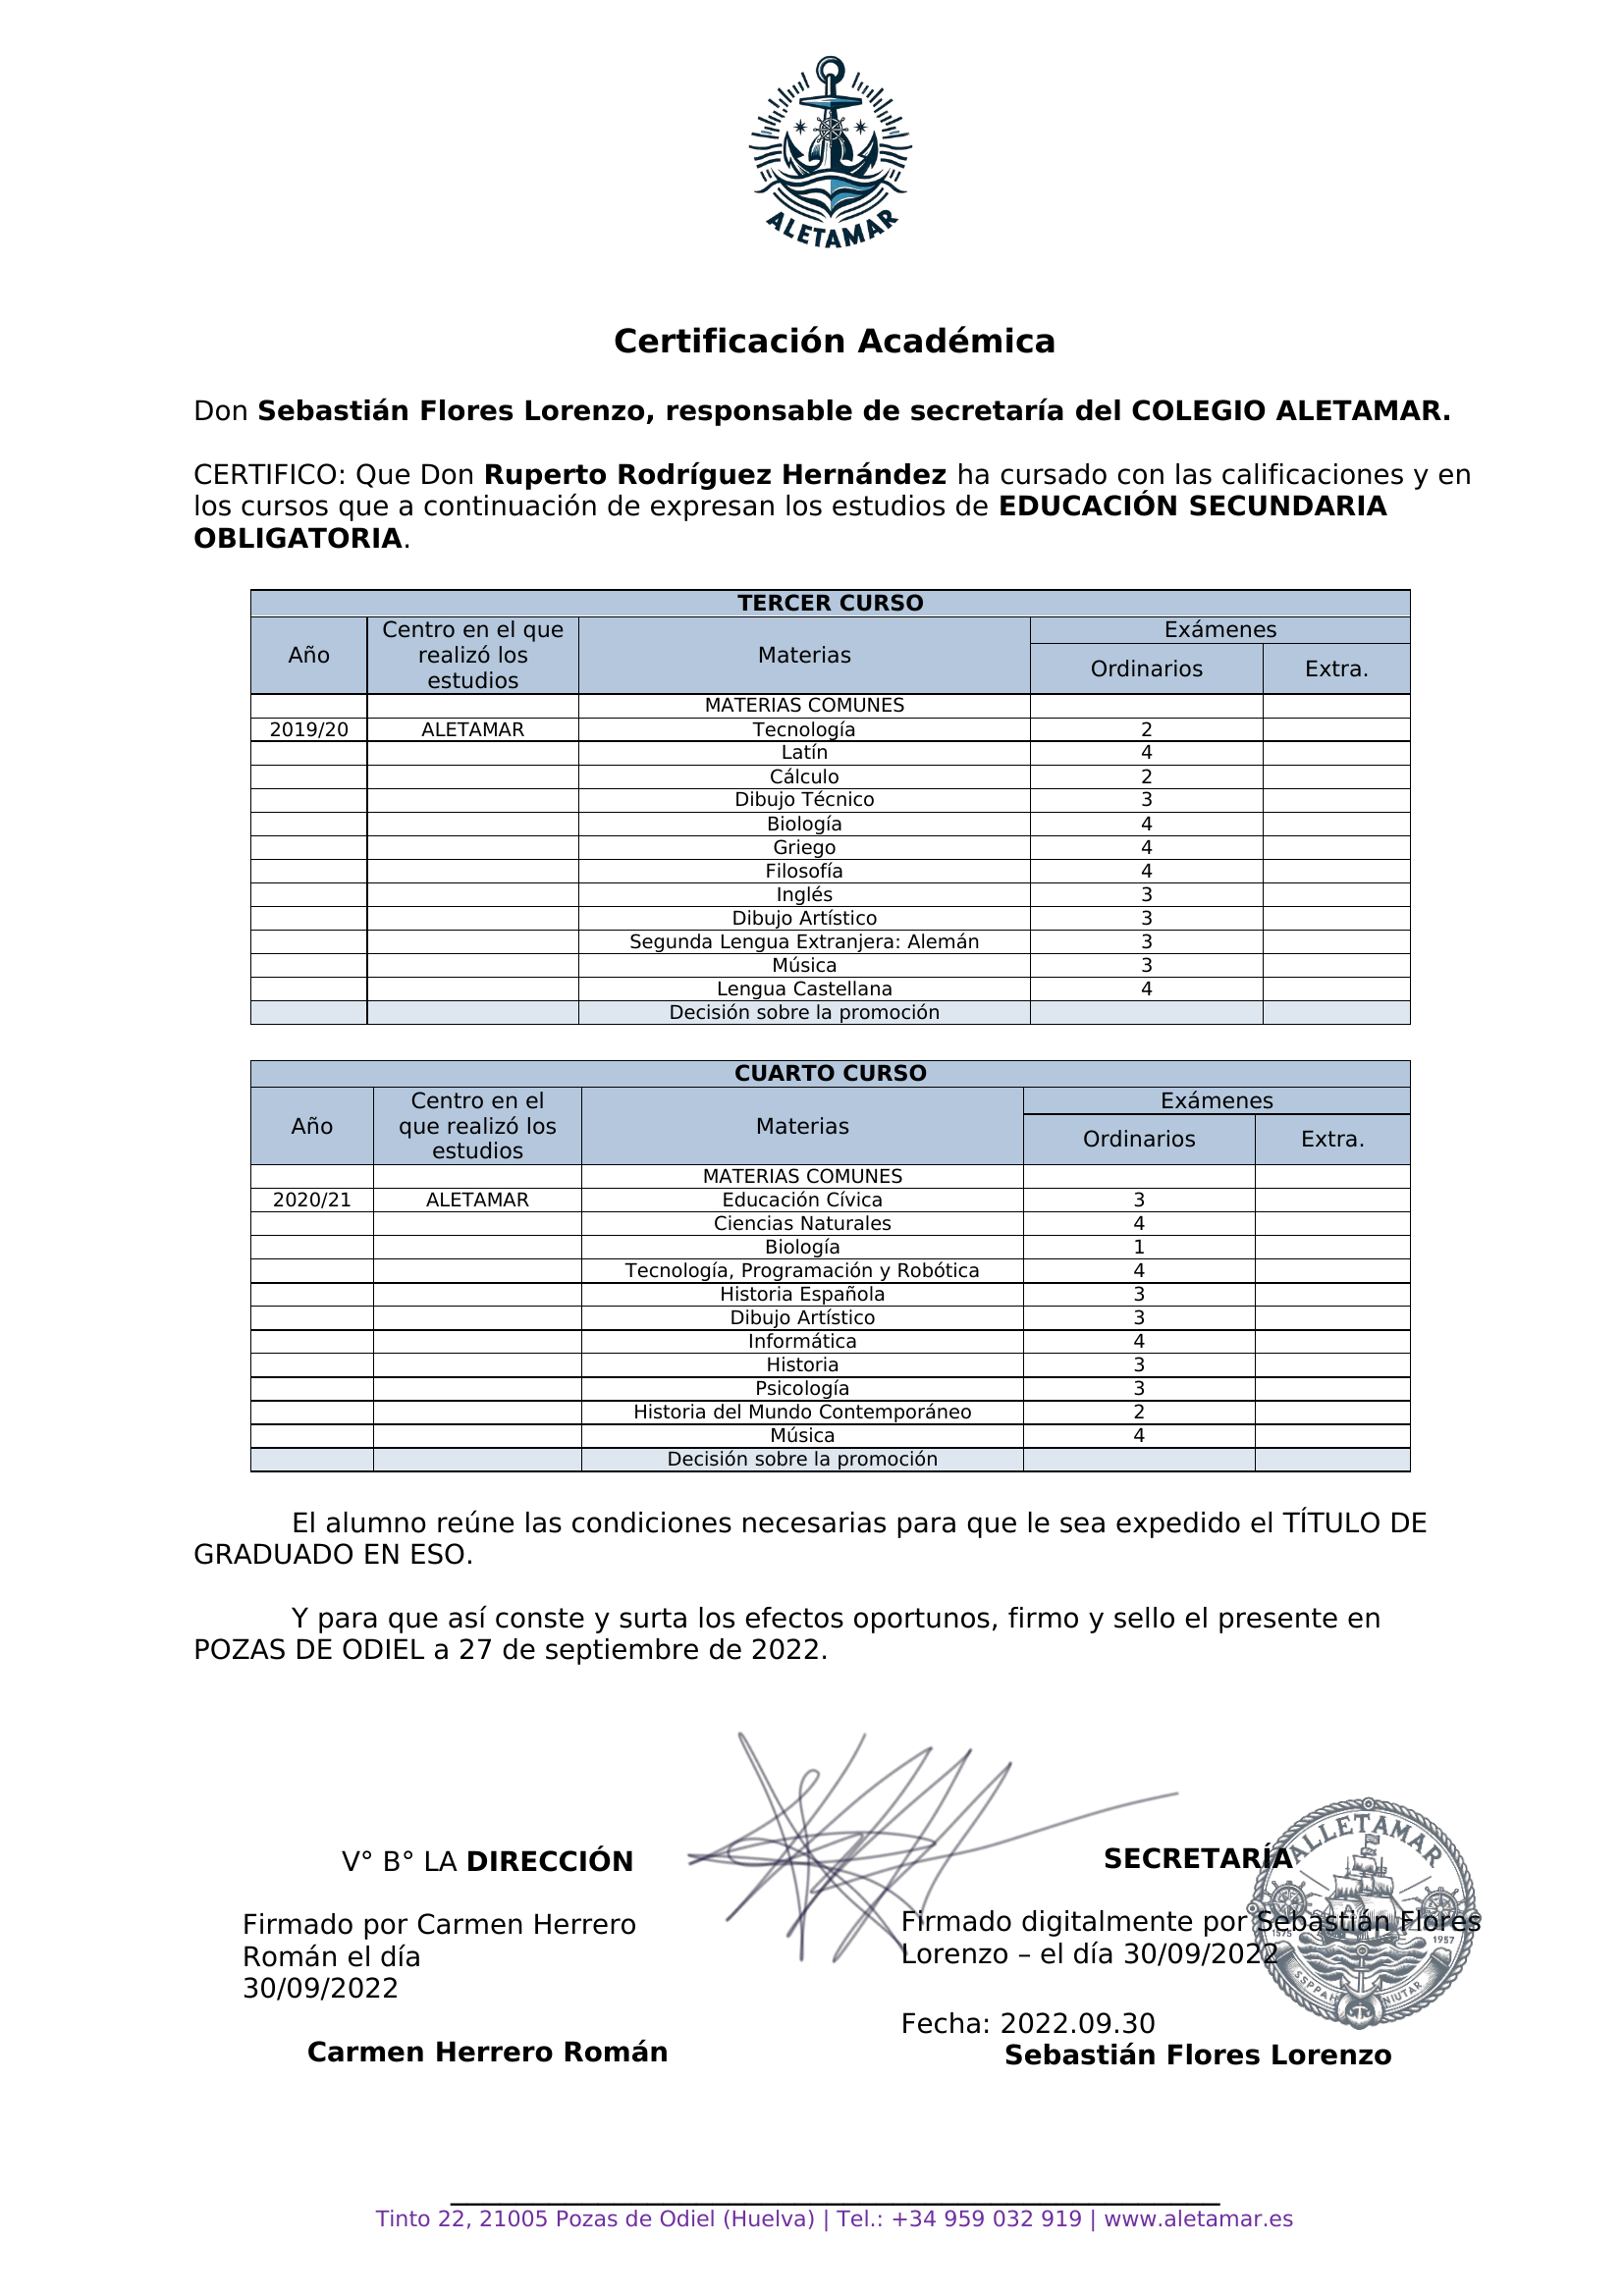 ALETAMAR
Certificación Académica
Don Sebastián Flores Lorenzo, responsable de secretaría del COLEGIO ALETAMAR.
CERTIFICO: Que Don Ruperto Rodríguez Hernández ha cursado con las calificaciones y en
los cursos que a continuación de expresan los estudios de EDUCACIÓN SECUNDARIA
OBLIGATORIA.
TERCER CURSO
Año Centro en el que realizó los estudios Materias Exámenes
Ordinarios Extra.
MATERIAS COMUNES
2019/20 ALETAMAR Tecnología 2
Latín 4
Cálculo 2
Dibujo Técnico 3
Biología 4
Griego 4
Filosofía 4
Inglés 3
Dibujo Artístico 3
Segunda Lengua Extranjera: Alemán 3
Música 3
Lengua Castellana 4
Decisión sobre la promoción
CUARTO CURSO
Año Centro en el que realizó los estudios Materias Exámenes
Ordinarios Extra.
MATERIAS COMUNES
2020/21 ALETAMAR Educación Cívica 3
Ciencias Naturales 4
Biología 1
Tecnología, Programación y Robótica 4
Historia Española 3
Dibujo Artístico 3
Informática 4
Historia 3
Psicología 3
Historia del Mundo Contemporáneo 2
Música 4
Decisión sobre la promoción
El alumno reúne las condiciones necesarias para que le sea expedido el TÍTULO DE
GRADUADO EN ESO.
Y para que así conste y surta los efectos oportunos, firmo y sello el presente en
POZAS DE ODIEL a 27 de septiembre de 2022.
V° B° LA DIRECCIÓN
Firmado por Carmen Herrero
Román el día
30/09/2022
Carmen Herrero Román
SECRETARÍA
Firmado digitalmente por Sebastián Flores
Lorenzo – el día 30/09/2022
Fecha: 2022.09.30
Sebastián Flores Lorenzo
ALLETAMAR
1575 1957
SSPPAH NIUTAR
Tinto 22, 21005 Pozas de Odiel (Huelva) | Tel.: +34 959 032 919 | www.aletamar.es